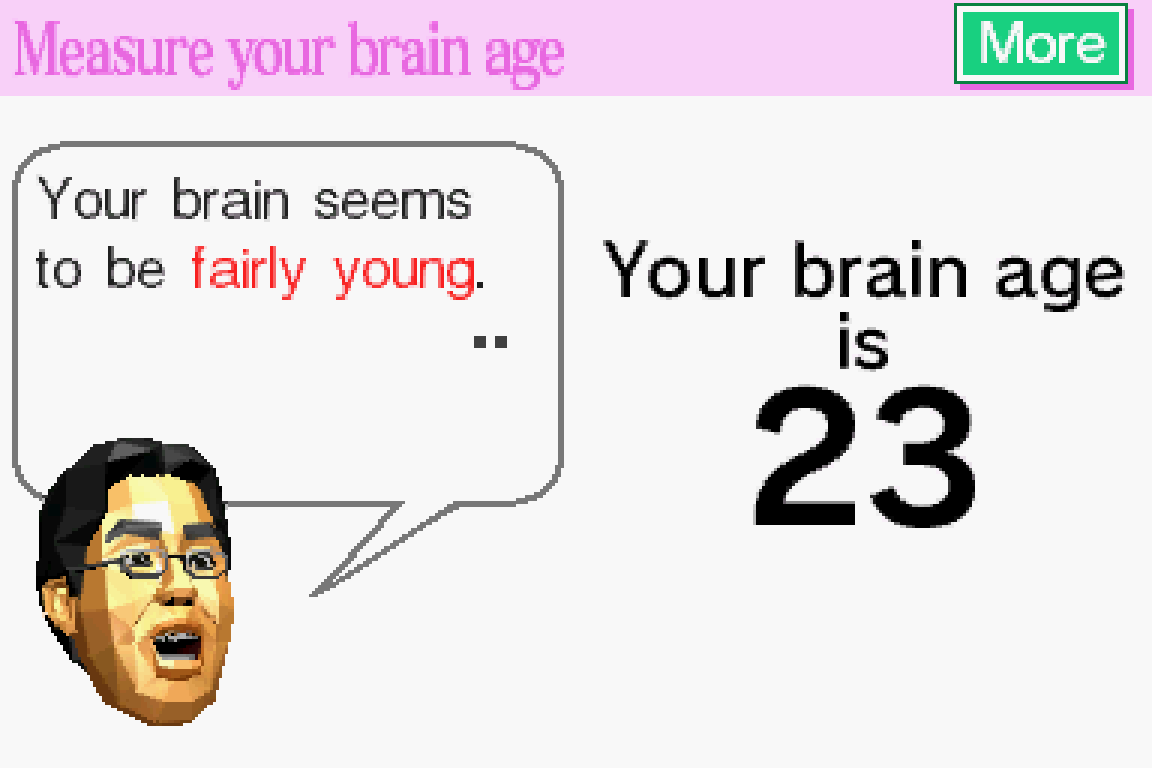 Measure your brain age
More
Your brain seems
to be fairly young.
Your brain age
is
23